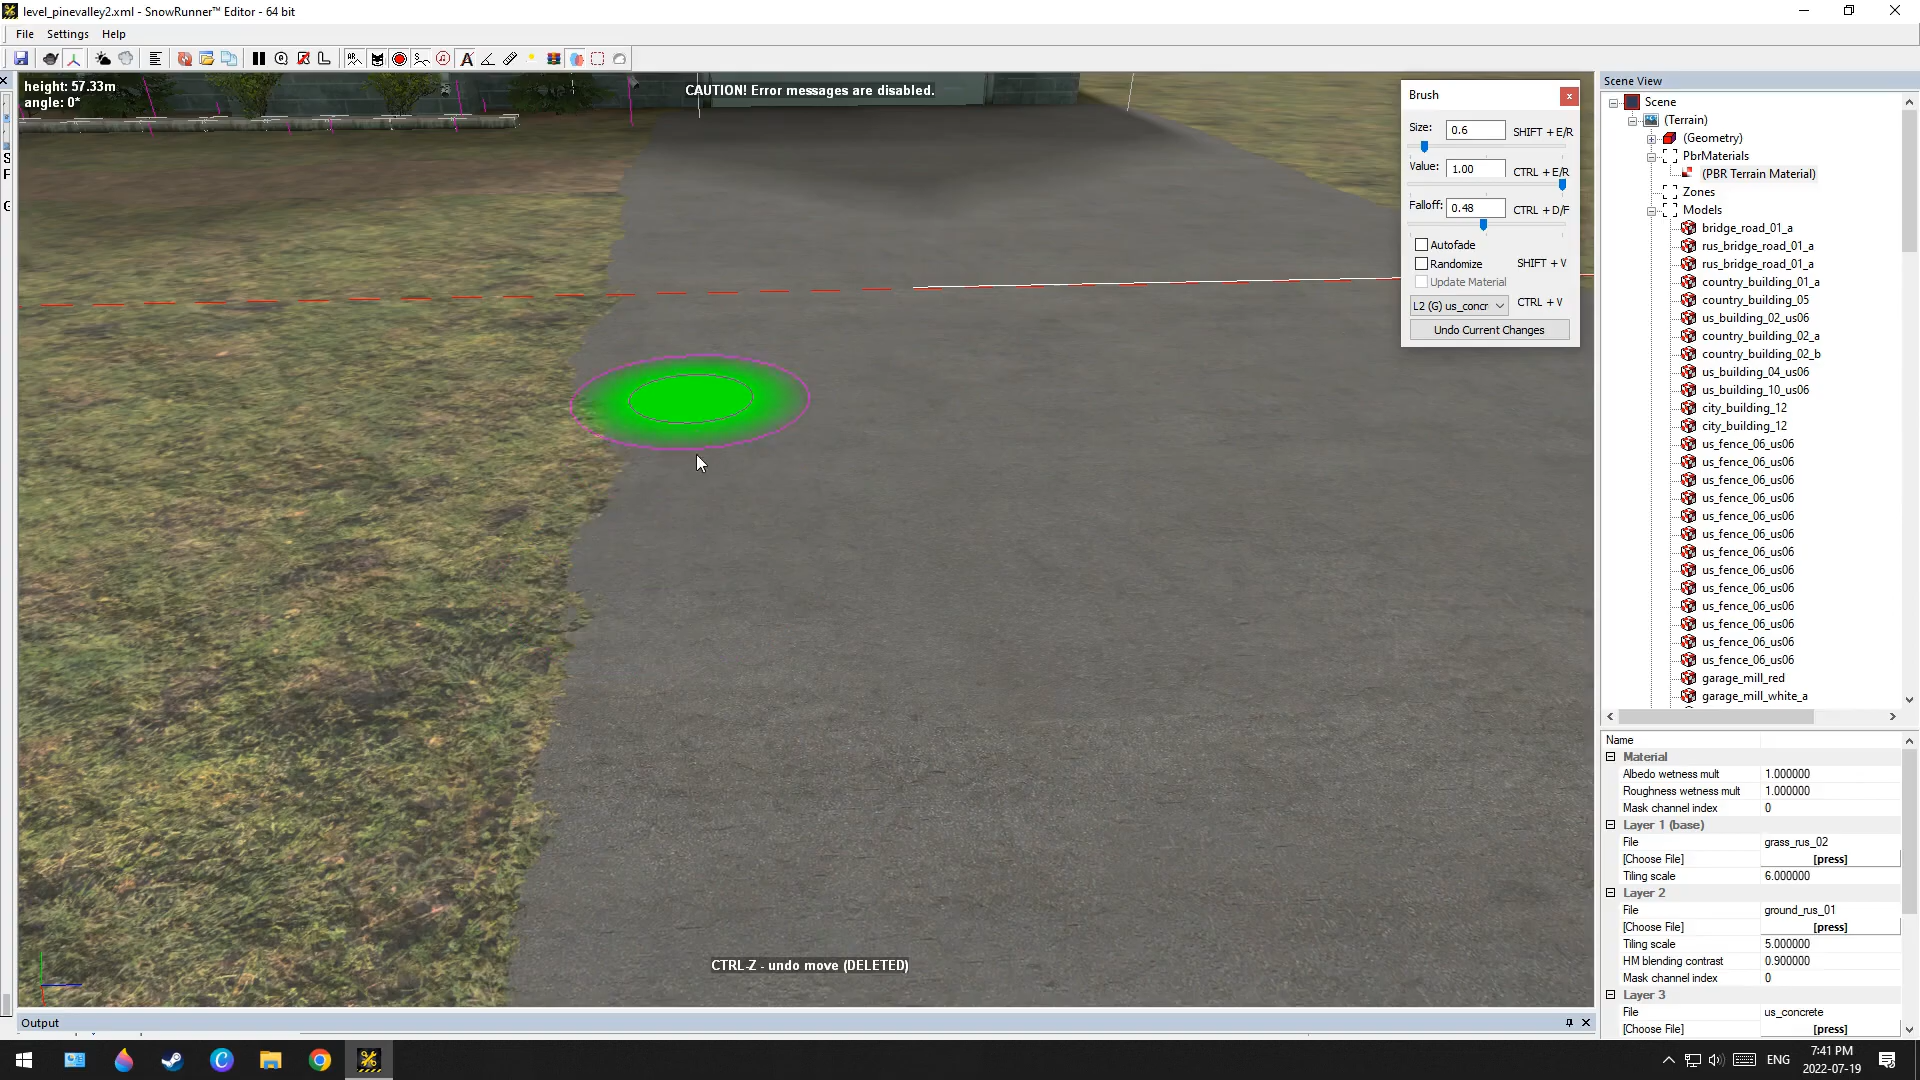 level_pinevalley2.xml - SnowRunner™ Editor - 64 bit
File Settings Help
height: 57.33m
angle: 0*
CAUTION! Error messages are disabled.
Brush
Size: 0.6 SHIFT + E/R
Value: 1.00 CTRL + E/R
Falloff: 0.48 CTRL + D/F
Autofade
Randomize SHIFT + V
Update Material
L2 (G) us_concr CTRL + V
Undo Current Changes
CTRL-Z - undo move (DELETED)
Output
Scene View
Scene
(Terrain)
(Geometry)
PbrMaterials
(PBR Terrain Material)
Zones
Models
bridge_road_01_a
rus_bridge_road_01_a
rus_bridge_road_01_a
country_building_01_a
country_building_05
us_building_02_us06
country_building_02_a
country_building_02_b
us_building_04_us06
us_building_10_us06
city_building_12
city_building_12
us_fence_06_us06
us_fence_06_us06
us_fence_06_us06
us_fence_06_us06
us_fence_06_us06
us_fence_06_us06
us_fence_06_us06
us_fence_06_us06
us_fence_06_us06
us_fence_06_us06
us_fence_06_us06
us_fence_06_us06
us_fence_06_us06
garage_mill_red
garage_mill_white_a
Name
Material
Albedo wetness mult 1.000000
Roughness wetness mult 1.000000
Mask channel index 0
Layer 1 (base)
File grass_rus_02
[Choose File] [press]
Tiling scale 6.000000
Layer 2
File ground_rus_01
[Choose File] [press]
Tiling scale 5.000000
HM blending contrast 0.900000
Mask channel index 0
Layer 3
File us_concrete
[Choose File] [press]
ENG
7:41 PM
2022-07-19